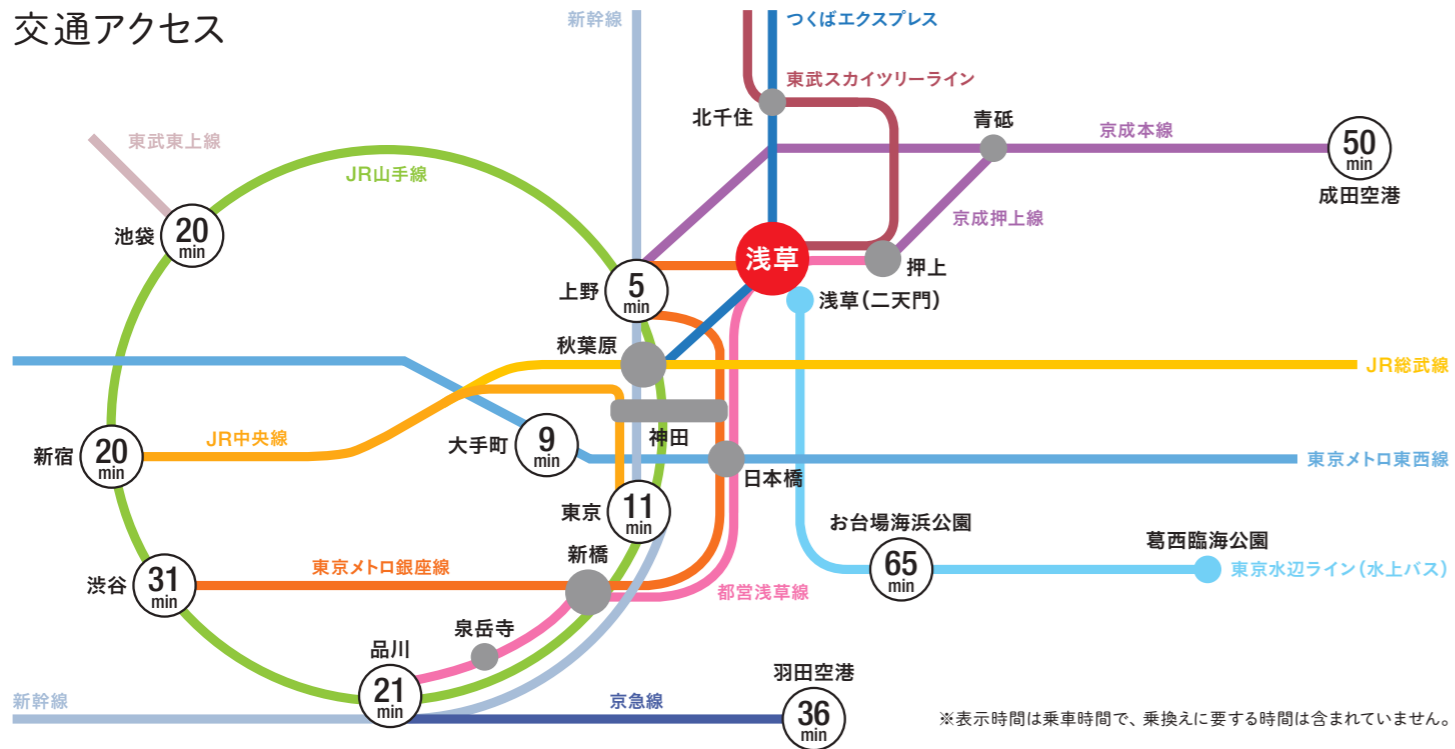 交通アクセス
新幹線
つくばエクスプレス
東武スカイツリーライン
北千住
青砥
京成本線
50
min
成田空港
東武東上線
JR山手線
京成押上線
池袋
20
min
浅草
押上
上野
5
min
浅草（二天門）
秋葉原
JR総武線
神田
JR中央線
新宿
20
min
大手町
9
min
日本橋
東京メトロ東西線
東京
11
min
お台場海浜公園
65
min
葛西臨海公園
東京水辺ライン（水上バス）
新橋
東京メトロ銀座線
渋谷
31
min
都営浅草線
泉岳寺
品川
21
min
新幹線
京急線
羽田空港
36
min
※表示時間は乗車時間で、乗換えに要する時間は含まれていません。